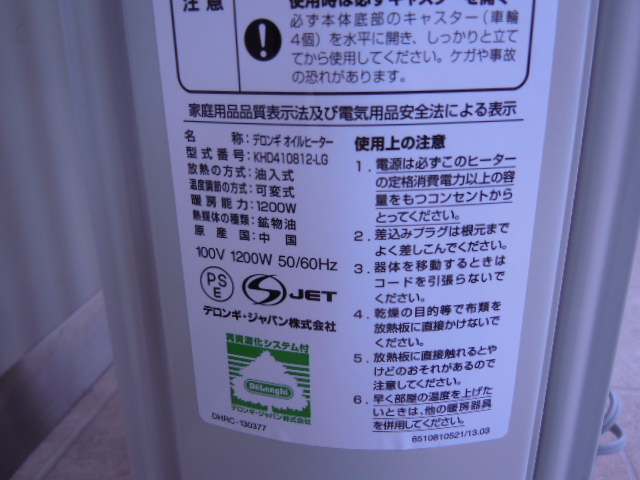 注意
使用時は必ずキャスターを開く
必ず本体底部のキャスター（車輪
4個）を水平に開き、しっかりと立て
てから使用してください。ケガや事故
の恐れがあります。
家庭用品品質表示法及び電気用品安全法による表示
名 称：デロンギ オイルヒーター
型式番号：KHD410812-LG
放熱の方式：油入式
温度調節の方式：可変式
暖房能力：1200W
熱媒体の種類：鉱物油
原産国：中国
100V 1200W 50/60Hz
PS
E
S JET
デロンギ・ジャパン株式会社
DeLonghi
デロンギ・ジャパン株式会社
DHRC-130377
使用上の注意
1．電源は必ずこのヒーター
の定格消費電力以上の容
量をもつコンセントから
とってください。
2．差込みプラグは根元まで
よく差しこんでください。
3．器体を移動するときは
コードを引張らないで
ください。
4．乾燥の目的等で布類を
放熱板に直接かけないで
ください。
5．放熱板に直接触れるとや
けどのおそれがあるので
注意してください。
6．早く部屋の温度を上げた
いときは、他の暖房器具
を併用してください。
6510810521/13.03